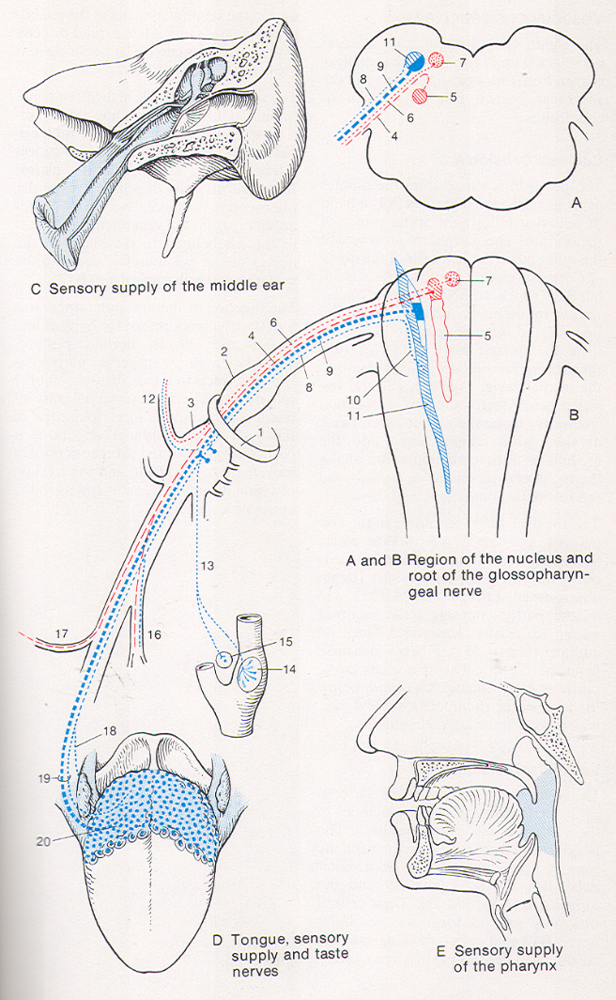 11
9
7
8
5
6
4
A
C Sensory supply of the middle ear
7
6
4
5
2
9
8
10
12
3
11
B
1
A and B Region of the nucleus and
root of the glossopharyn-
geal nerve
13
17
16
15
14
18
19
20
D Tongue, sensory
supply and taste
nerves
E Sensory supply
of the pharynx